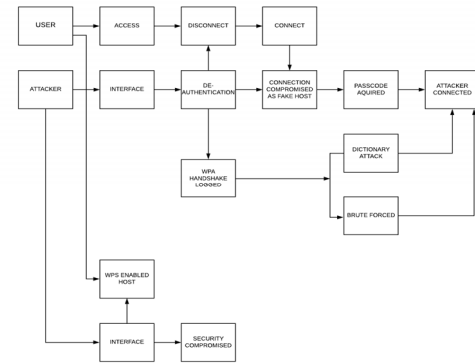 USER
ACCESS
DISCONNECT
CONNECT
ATTACKER
INTERFACE
DE-
AUTHENTICATION
CONNECTION
COMPROMISED
AS FAKE HOST
PASSCODE
AQUIRED
ATTACKER
CONNECTED
WPA
HANDSHAKE
LOGGED
DICTIONARY
ATTACK
BRUTE FORCED
WPS ENABLED
HOST
INTERFACE
SECURITY
COMPROMISED